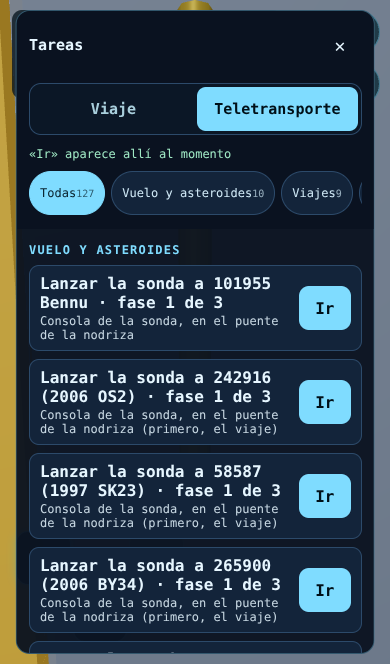 Tareas
×
Viaje
Teletransporte
«Ir» aparece allí al momento
Todas127
Vuelo y asteroides10
Viajes9
VUELO Y ASTEROIDES
Lanzar la sonda a 101955
Bennu · fase 1 de 3
Consola de la sonda, en el puente
de la nodriza
Ir
Lanzar la sonda a 242916
(2006 OS2) · fase 1 de 3
Consola de la sonda, en el puente
de la nodriza (primero, el viaje)
Ir
Lanzar la sonda a 58587
(1997 SK23) · fase 1 de 3
Consola de la sonda, en el puente
de la nodriza (primero, el viaje)
Ir
Lanzar la sonda a 265900
(2006 BY34) · fase 1 de 3
Consola de la sonda, en el puente
de la nodriza (primero, el viaje)
Ir